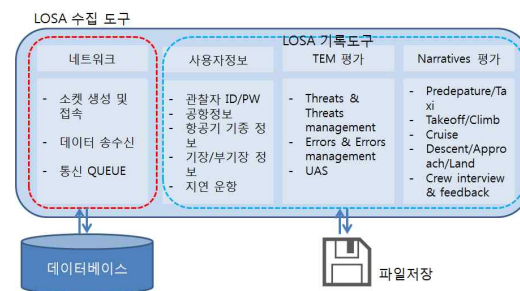 LOSA 수집 도구
LOSA 기록도구
네트워크
- 소켓 생성 및
접속
- 데이터 송수신
- 통신 QUEUE
사용자정보
- 관찰자 ID/PW
- 공항정보
- 항공기 기종 정
보
- 기장/부기장 정
보
- 지연 운항
TEM 평가
- Threats &
Threats
management
- Errors & Errors
management
- UAS
Narratives 평가
- Predepature/Ta
xi
- Takeoff/Climb
- Cruise
- Descent/Appro
ach/Land
- Crew interview
& feedback
데이터베이스
파일저장